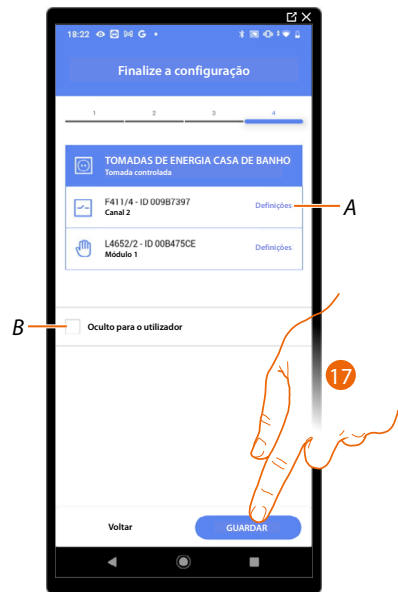 18:22 G
Finalize a configuração
1 2 3 4
TOMADAS DE ENERGIA CASA DE BANHO
Tomada controlada
F411/4 - ID 009B7397
Canal 2
Definições
A
L4652/2 - ID 00B475CE
Módulo 1
Definições
B
Oculto para o utilizador
17
Voltar
GUARDAR